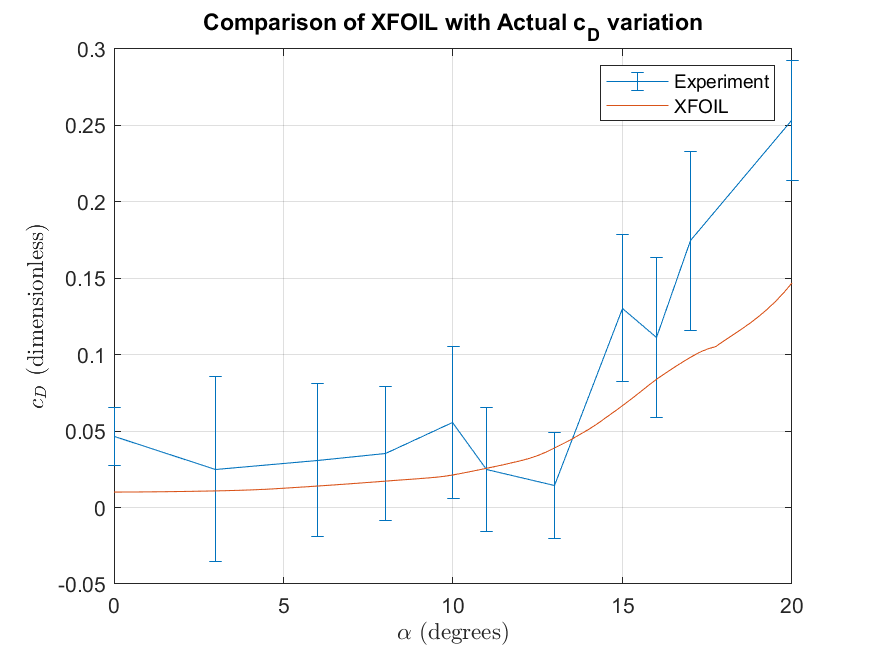 Comparison of XFOIL with Actual c_D variation
0.3
0.25
0.2
0.15
0.1
0.05
0
-0.05
c_D (dimensionless)
Experiment
XFOIL
0 5 10 15 20
α (degrees)